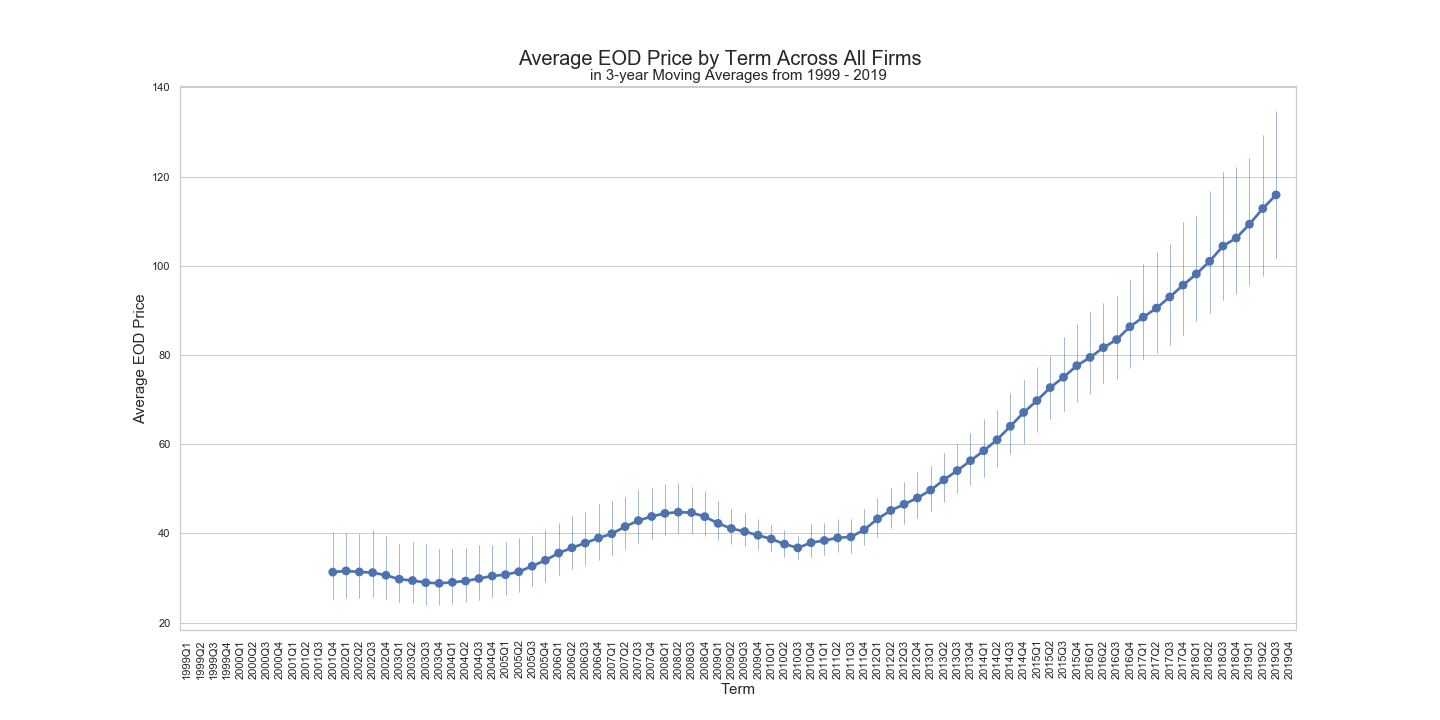 Average EOD Price by Term Across All Firms
in 3-year Moving Averages from 1999 - 2019
140
120
100
80
60
40
20
Average EOD Price
1999Q1
1999Q2
1999Q3
1999Q4
2000Q1
2000Q2
2000Q3
2000Q4
2001Q1
2001Q2
2001Q3
2001Q4
2002Q1
2002Q2
2002Q3
2002Q4
2003Q1
2003Q2
2003Q3
2003Q4
2004Q1
2004Q2
2004Q3
2004Q4
2005Q1
2005Q2
2005Q3
2005Q4
2006Q1
2006Q2
2006Q3
2006Q4
2007Q1
2007Q2
2007Q3
2007Q4
2008Q1
2008Q2
2008Q3
2008Q4
2009Q1
2009Q2
2009Q3
2009Q4
2010Q1
2010Q2
2010Q3
2010Q4
2011Q1
2011Q2
2011Q3
2011Q4
2012Q1
2012Q2
2012Q3
2012Q4
2013Q1
2013Q2
2013Q3
2013Q4
2014Q1
2014Q2
2014Q3
2014Q4
2015Q1
2015Q2
2015Q3
2015Q4
2016Q1
2016Q2
2016Q3
2016Q4
2017Q1
2017Q2
2017Q3
2017Q4
2018Q1
2018Q2
2018Q3
2018Q4
2019Q1
2019Q2
2019Q3
2019Q4
Term